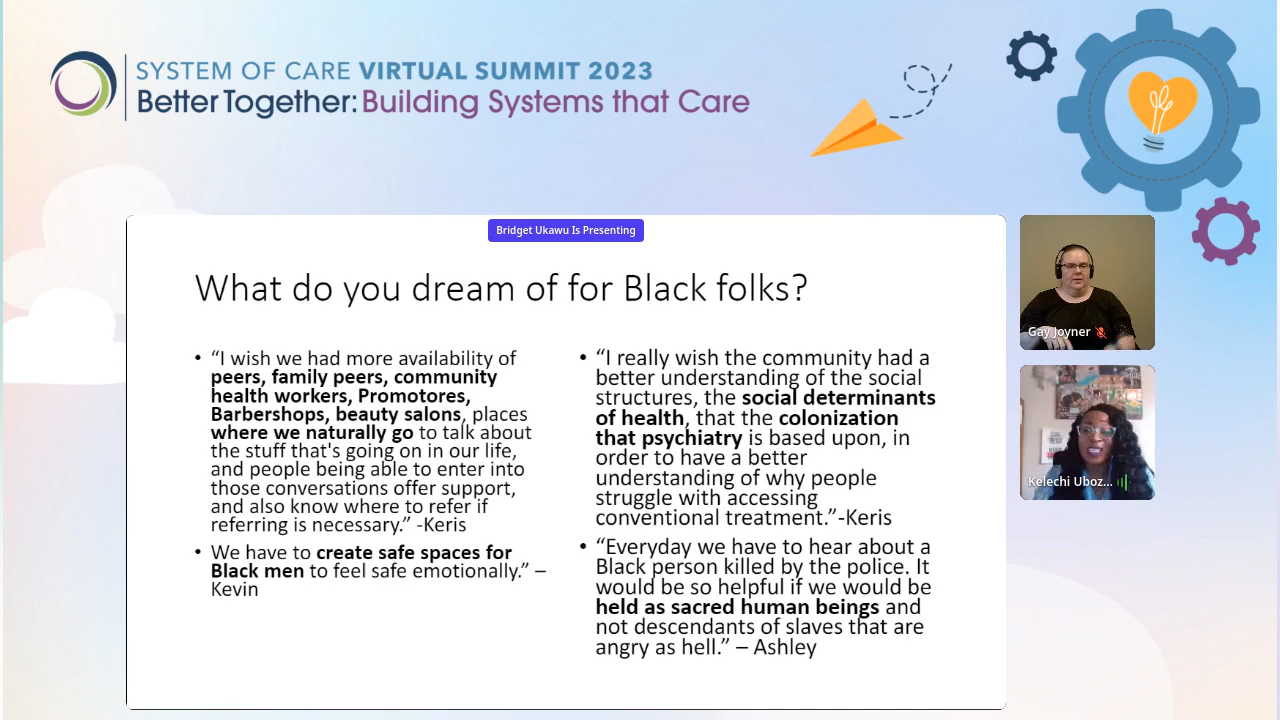 SYSTEM OF CARE VIRTUAL SUMMIT 2023
Better Together: Building Systems that Care
Bridget Ukawu Is Presenting
What do you dream of for Black folks?
• “I wish we had more availability of
peers, family peers, community
health workers, Promotores,
Barbershops, beauty salons, places
where we naturally go to talk about
the stuff that's going on in our life,
and people being able to enter into
those conversations offer support,
and also know where to refer if
referring is necessary.” -Keris
• We have to create safe spaces for
Black men to feel safe emotionally.” –
Kevin
• “I really wish the community had a
better understanding of the social
structures, the social determinants
of health, that the colonization
that psychiatry is based upon, in
order to have a better
understanding of why people
struggle with accessing
conventional treatment.”-Keris
• “Everyday we have to hear about a
Black person killed by the police. It
would be so helpful if we would be
held as sacred human beings and
not descendants of slaves that are
angry as hell.” – Ashley
Gay Joyner
Kelechi Uboz...